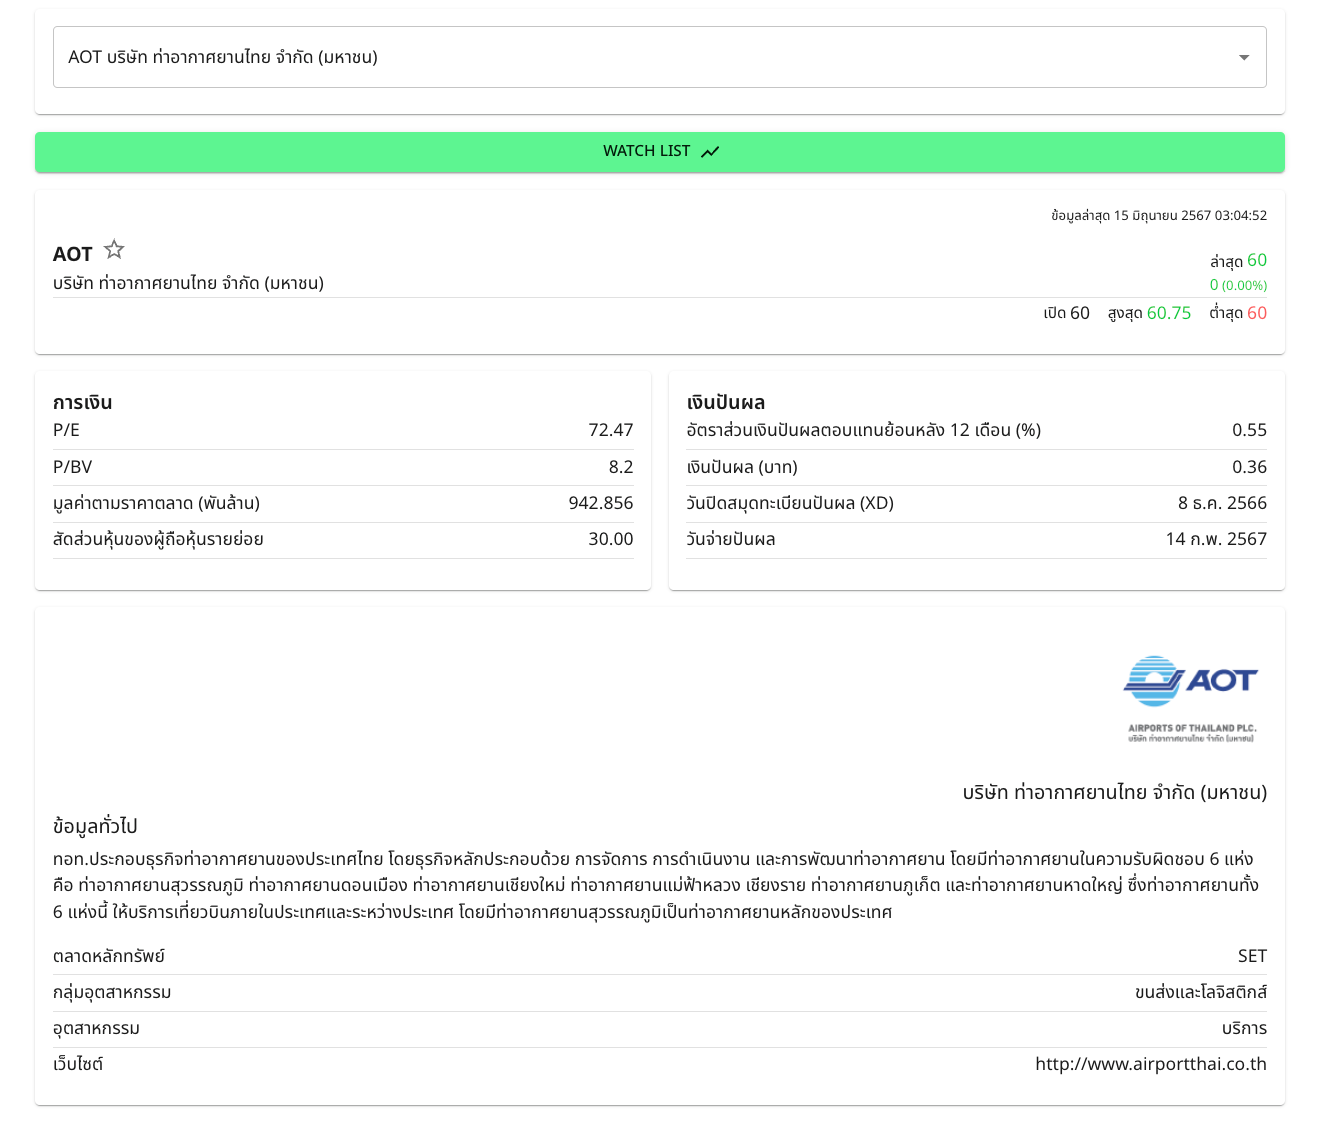 AOT บริษัท ท่าอากาศยานไทย จำกัด (มหาชน)
WATCH LIST
ข้อมูลล่าสุด 15 มิถุนายน 2567 03:04:52
AOT
บริษัท ท่าอากาศยานไทย จำกัด (มหาชน)
ล่าสุด 60
0 (0.00%)
เปิด 60 สูงสุด 60.75 ต่ำสุด 60
การเงิน
P/E 72.47
P/BV 8.2
มูลค่าตามราคาตลาด (พันล้าน) 942.856
สัดส่วนหุ้นของผู้ถือหุ้นรายย่อย 30.00
เงินปันผล
อัตราส่วนเงินปันผลตอบแทนย้อนหลัง 12 เดือน (%) 0.55
เงินปันผล (บาท) 0.36
วันปิดสมุดทะเบียนปันผล (XD) 8 ธ.ค. 2566
วันจ่ายปันผล 14 ก.พ. 2567
AOT
AIRPORTS OF THAILAND PLC.
บริษัท ท่าอากาศยานไทย จำกัด (มหาชน)
บริษัท ท่าอากาศยานไทย จำกัด (มหาชน)
ข้อมูลทั่วไป
ทอท.ประกอบธุรกิจท่าอากาศยานของประเทศไทย โดยธุรกิจหลักประกอบด้วย การจัดการ การดำเนินงาน และการพัฒนาท่าอากาศยาน โดยมีท่าอากาศยานในความรับผิดชอบ 6 แห่ง
คือ ท่าอากาศยานสุวรรณภูมิ ท่าอากาศยานดอนเมือง ท่าอากาศยานเชียงใหม่ ท่าอากาศยานแม่ฟ้าหลวง เชียงราย ท่าอากาศยานภูเก็ต และท่าอากาศยานหาดใหญ่ ซึ่งท่าอากาศยานทั้ง
6 แห่งนี้ ให้บริการเที่ยวบินภายในประเทศและระหว่างประเทศ โดยมีท่าอากาศยานสุวรรณภูมิเป็นท่าอากาศยานหลักของประเทศ
ตลาดหลักทรัพย์ SET
กลุ่มอุตสาหกรรม ขนส่งและโลจิสติกส์
อุตสาหกรรม บริการ
เว็บไซต์ http://www.airportthai.co.th